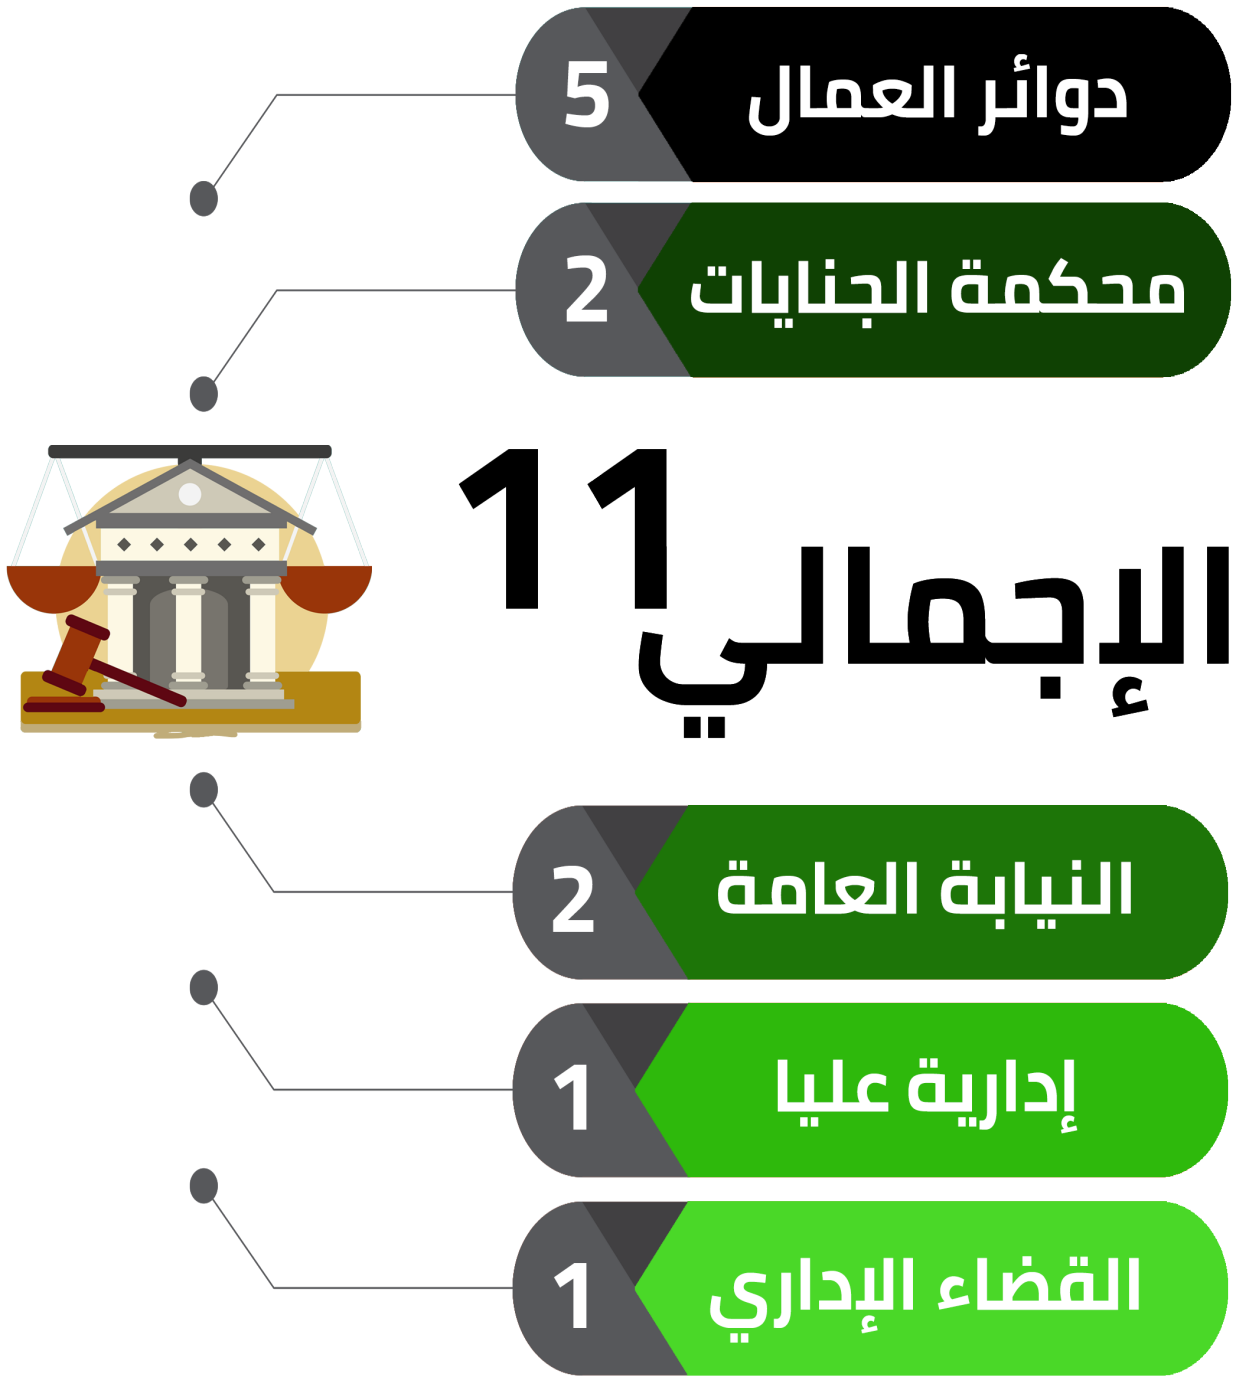 دوائر العمال 5
محكمة الجنايات 2
الإجمالي 11
النيابة العامة 2
إدارية عليا 1
القضاء الإداري 1